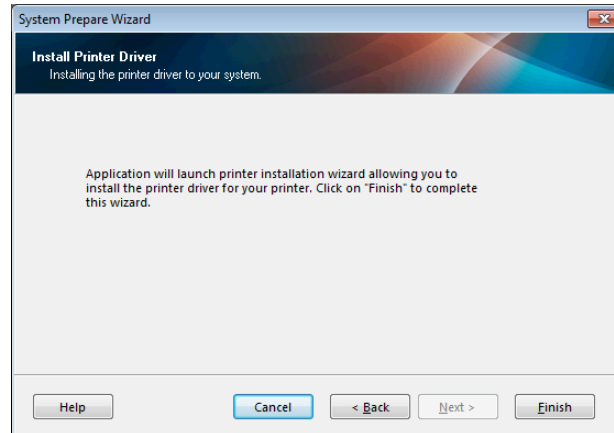 System Prepare Wizard
Install Printer Driver
Installing the printer driver to your system.
Application will launch printer installation wizard allowing you to
install the printer driver for your printer. Click on "Finish" to complete
this wizard.
Help
Cancel
< Back
Next >
Finish